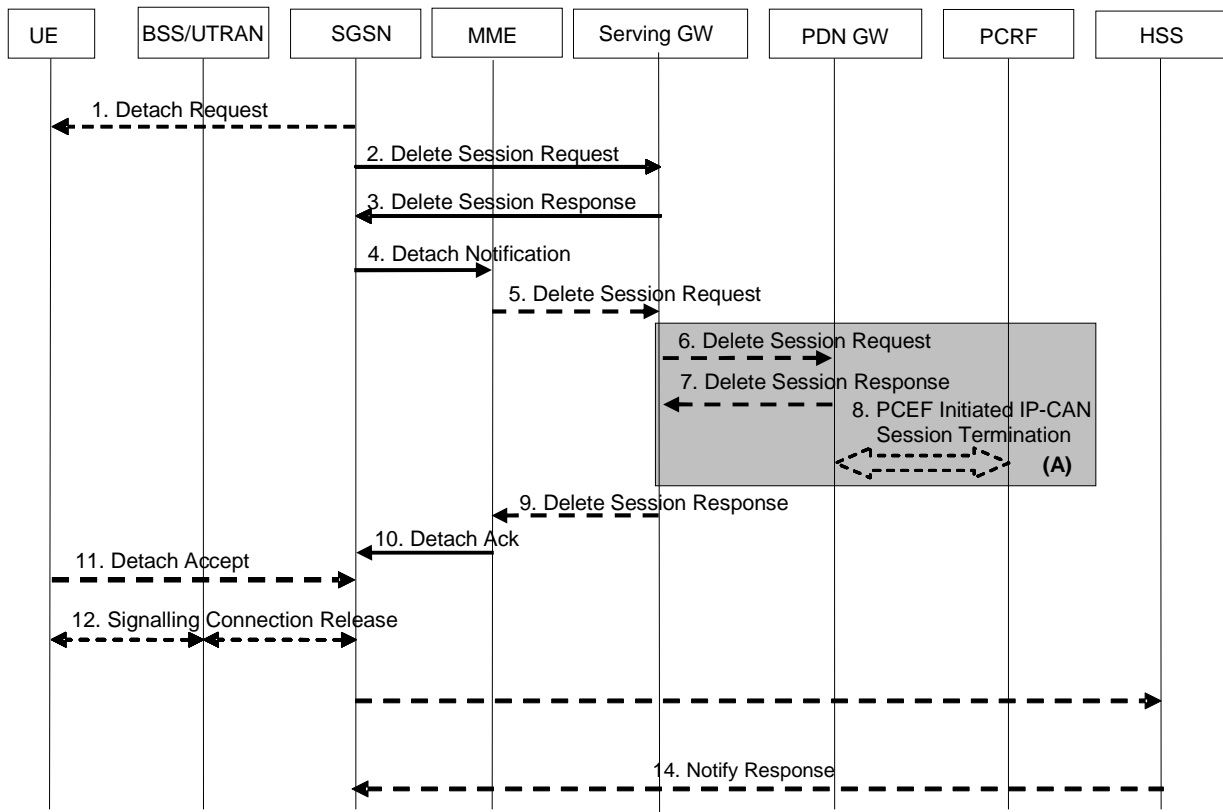 UE
BSS/UTRAN
SGSN
MME
Serving GW
PDN GW
PCRF
HSS
1. Detach Request
2. Delete Session Request
3. Delete Session Response
4. Detach Notification
5. Delete Session Request
6. Delete Session Request
7. Delete Session Response
8. PCEF Initiated IP-CAN
Session Termination
(A)
9. Delete Session Response
10. Detach Ack
11. Detach Accept
12. Signalling Connection Release
14. Notify Response